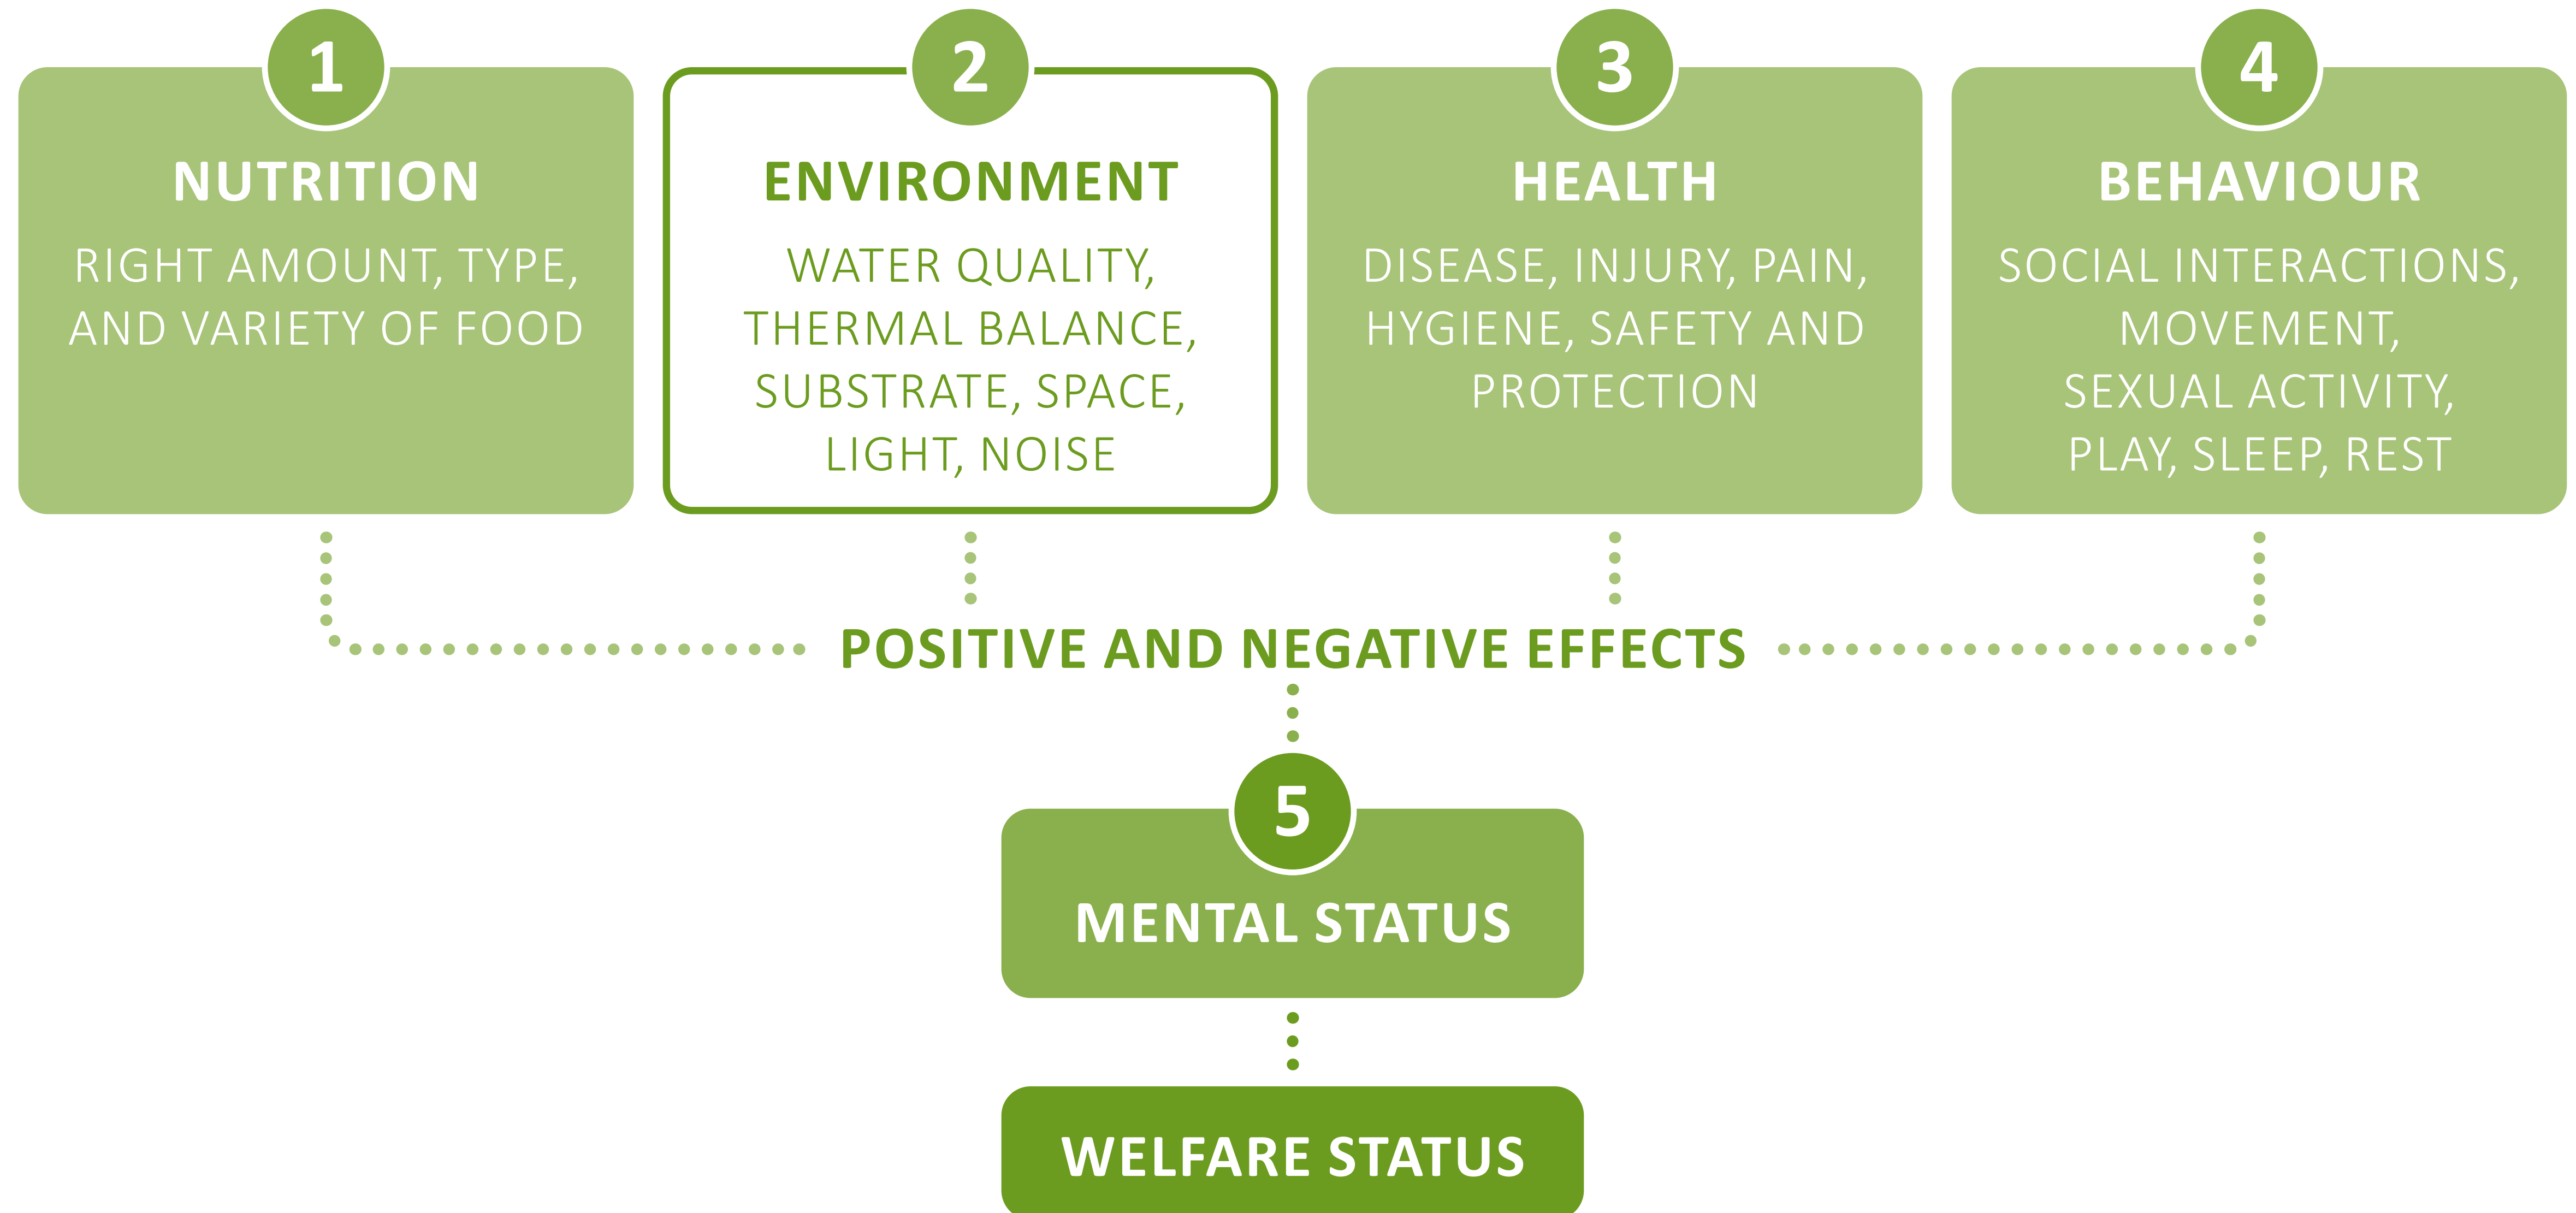 1
NUTRITION
RIGHT AMOUNT, TYPE,
AND VARIETY OF FOOD
2
ENVIRONMENT
WATER QUALITY,
THERMAL BALANCE,
SUBSTRATE, SPACE,
LIGHT, NOISE
3
HEALTH
DISEASE, INJURY, PAIN,
HYGIENE, SAFETY AND
PROTECTION
4
BEHAVIOUR
SOCIAL INTERACTIONS,
MOVEMENT,
SEXUAL ACTIVITY,
PLAY, SLEEP, REST
POSITIVE AND NEGATIVE EFFECTS
5
MENTAL STATUS
WELFARE STATUS